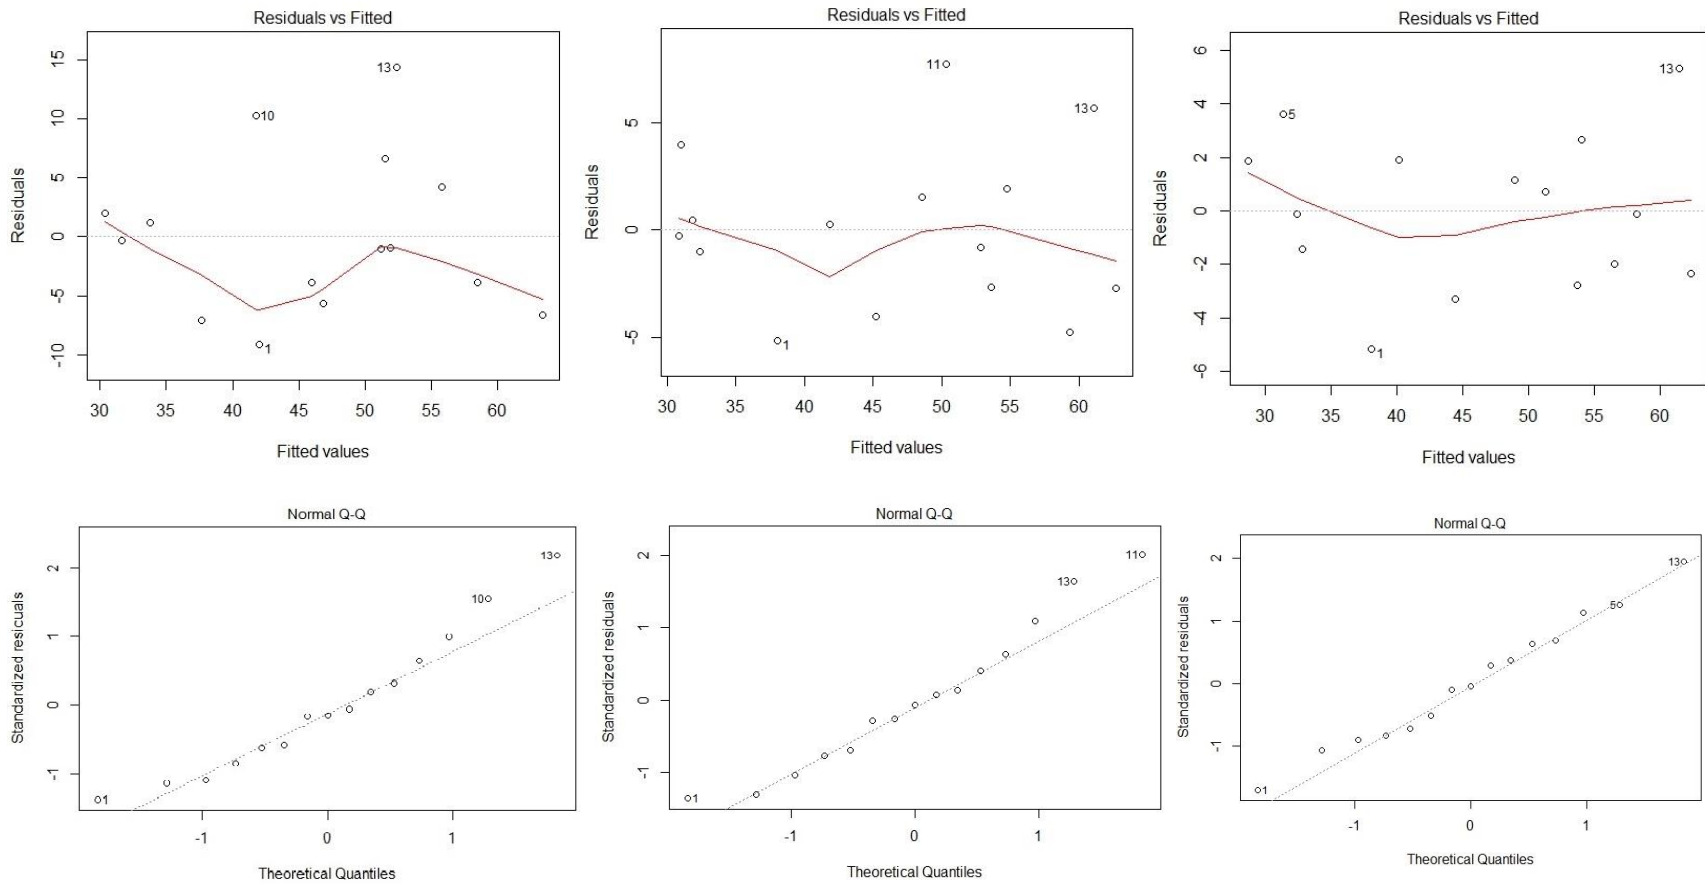 Residuals vs Fitted
Residuals
15
10
5
0
-5
-10
13
10
1
30 35 40 45 50 55 60
Fitted values
Residuals vs Fitted
Residuals
5
0
-5
11
13
1
30 35 40 45 50 55 60
Fitted values
Residuals vs Fitted
Residuals
6
4
2
0
-2
-4
-6
13
5
1
30 35 40 45 50 55 60
Fitted values
Normal Q-Q
Standardized resicuals
2
1
0
-1
13
10
1
-1 0 1
Theoretical Quantiles
Normal Q-Q
Standardized residuals
2
1
0
-1
11
13
1
-1 0 1
Theoretical Quantiles
Normal Q-Q
Standardized residuals
2
1
0
-1
13
5
1
-1 0 1
Theoretical Quantiles